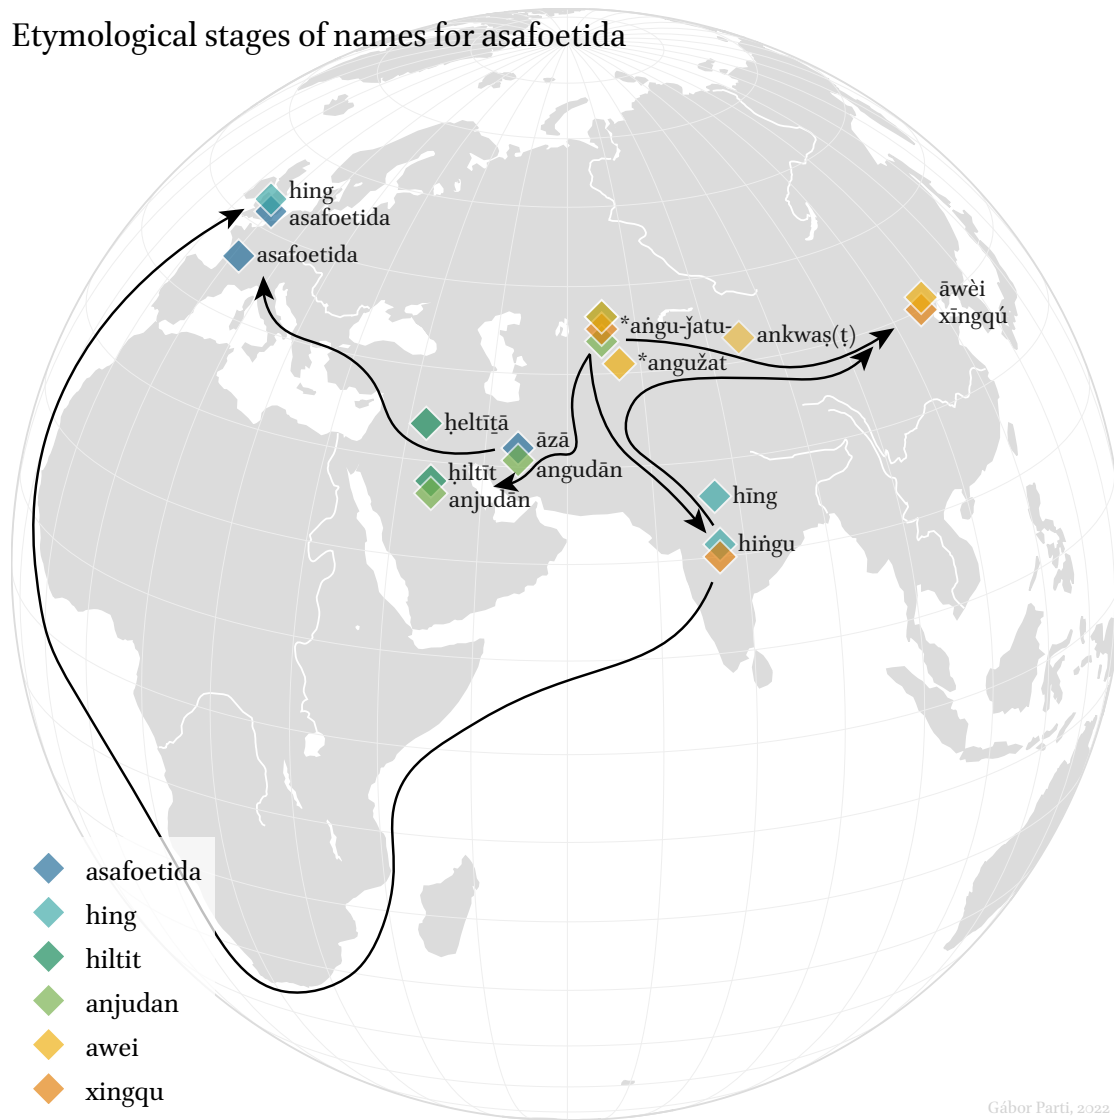 Etymological stages of names for asafoetida
hing
asafoetida
asafoetida
āwèi
xīngqú
*aṅgu-ǰatu-
ankwaṣ(t)
*angužat
ḥeltīṯā
āzā
angudān
ḥiltīt
anjudān
hīng
hiṅgu
asafoetida
hing
hiltit
anjudan
awei
xingqu
Gábor Parti, 2022